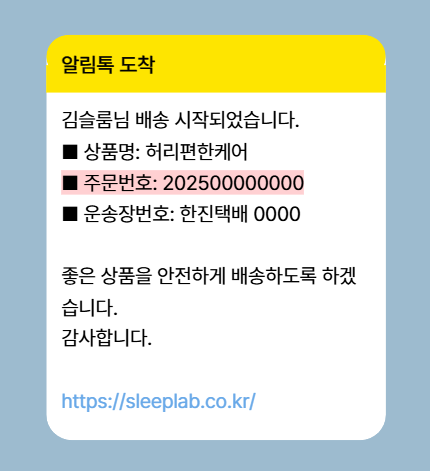 알림톡 도착
김슬룸님 배송 시작되었습니다.
■ 상품명: 허리편한케어
■ 주문번호: 202500000000
■ 운송장번호: 한진택배 0000
좋은 상품을 안전하게 배송하도록 하겠
습니다.
감사합니다.
https://sleeplab.co.kr/